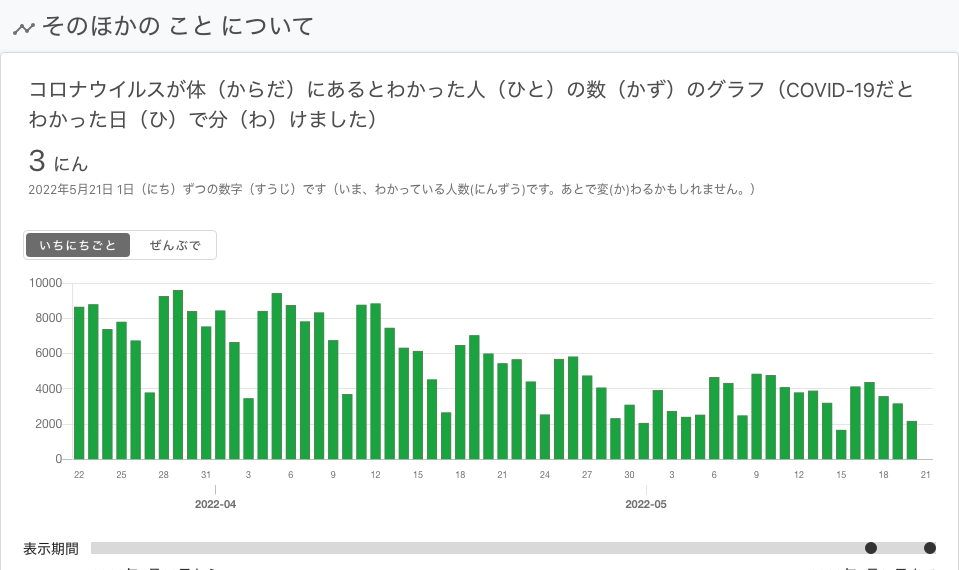 そのほかの こと について
コロナウイルスが体（からだ）にあるとわかった人（ひと）の数（かず）のグラフ（COVID-19だと
わかった日（ひ）で分（わ）けました）
3 にん
2022年5月21日 1日（にち）ずつの数字（すうじ）です（いま、わかっている人数(にんずう)です。あとで変(か)わるかもしれません。）
いちにちごと ぜんぶで
10000
8000
6000
4000
2000
0
22 25 28 31 3 6 9 12 15 18 21 24 27 30 3 6 9 12 15 18 21
2022-04 2022-05
表示期間